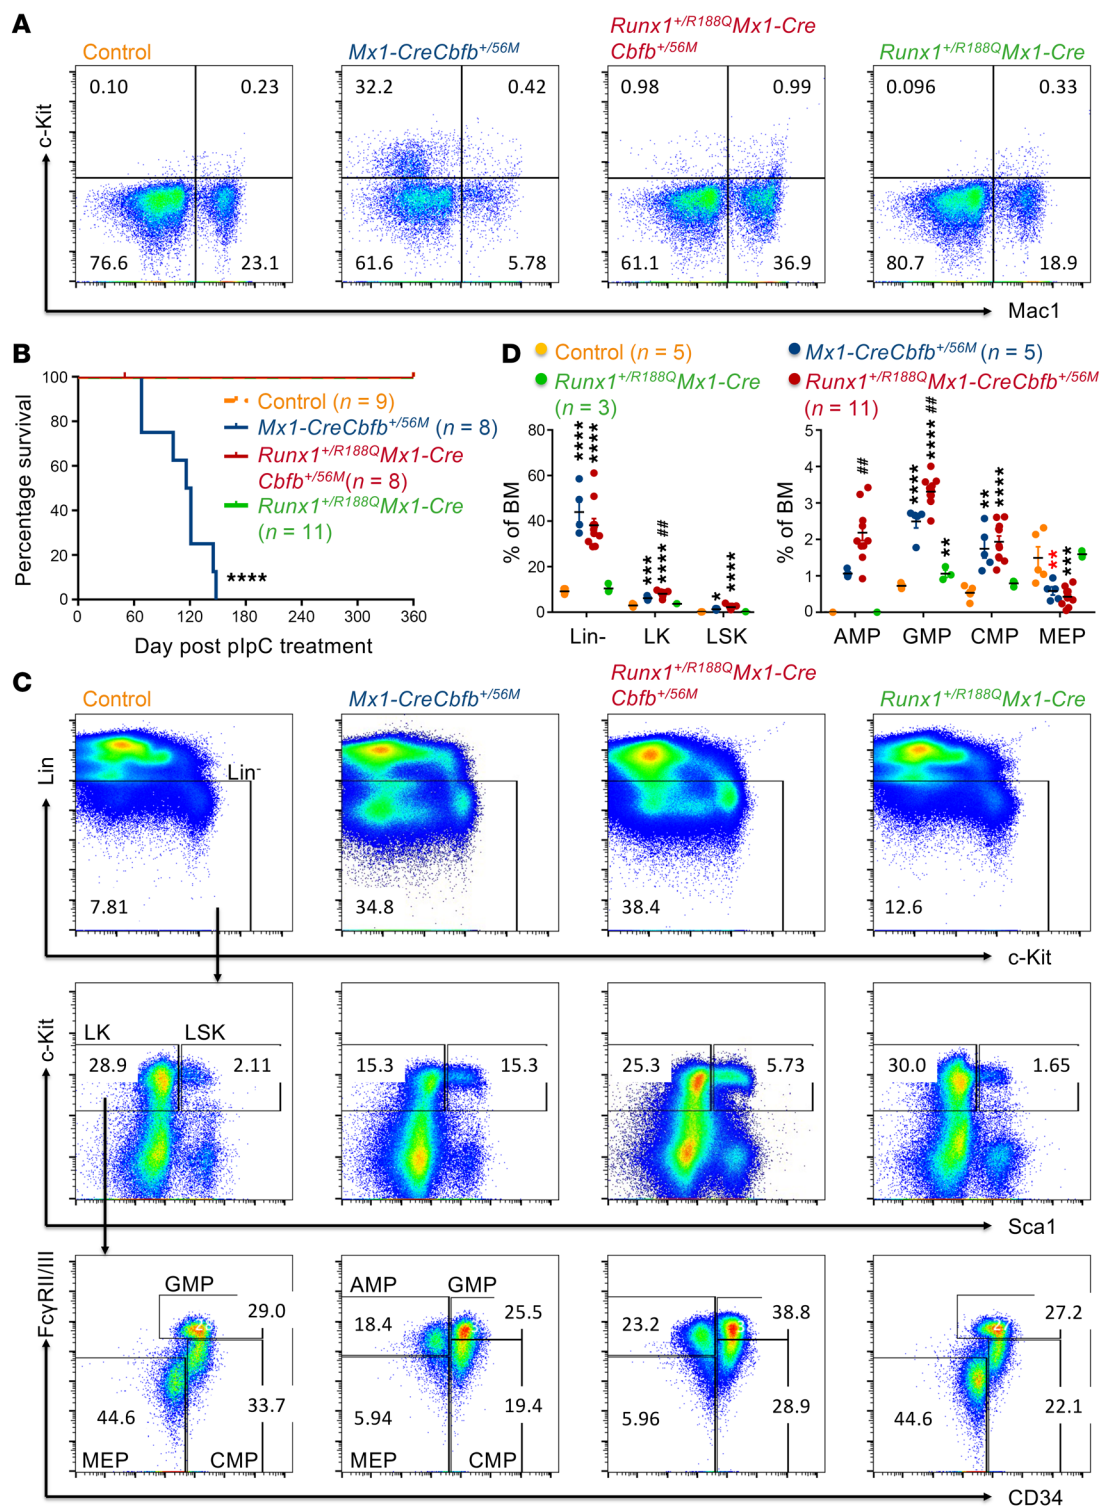 A
Control
Mx1-CreCbfb+/56M
Runx1+/R188QMx1-Cre
Cbfb+/56M
Runx1+/R188QMx1-Cre
c-Kit
0.10 0.23
76.6 23.1
32.2 0.42
61.6 5.78
0.98 0.99
61.1 36.9
0.096 0.33
80.7 18.9
Mac1
B
Percentage survival
100
80
60
40
20
0
0 60 120 180 240 300 360
Day post pIpC treatment
Control (n = 9)
Mx1-CreCbfb+/56M (n = 8)
Runx1+/R188QMx1-Cre
Cbfb+/56M(n = 8)
Runx1+/R188QMx1-Cre
(n = 11)
****
D
Control (n = 5)
Runx1+/R188QMx1-Cre
(n = 3)
Mx1-CreCbfb+/56M (n = 5)
Runx1+/R188QMx1-CreCbfb+/56M
(n = 11)
% of BM
80
60
40
20
0
**** ****
*** **** ##
* ****
Lin- LK LSK
% of BM
5
4
3
2
1
0
##
**** **** ## **
** ****
** ***
AMP GMP CMP MEP
C
Control
Mx1-CreCbfb+/56M
Runx1+/R188QMx1-Cre
Cbfb+/56M
Runx1+/R188QMx1-Cre
Lin
Lin-
7.81
34.8
38.4
12.6
c-Kit
c-Kit
LK LSK
28.9 2.11
15.3 15.3
25.3 5.73
30.0 1.65
Sca1
FcγRII/III
GMP
29.0
33.7
44.6
MEP CMP
AMP GMP
18.4 25.5
5.94 19.4
MEP CMP
23.2 38.8
5.96 28.9
27.2
44.6 22.1
CD34